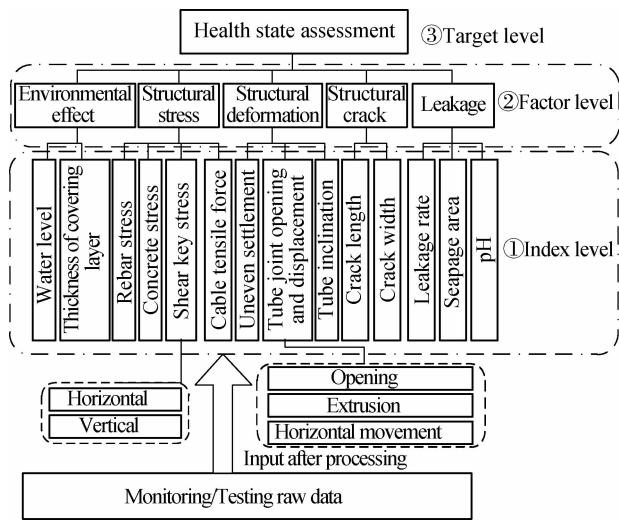 Health state assessment
③Target level
Environmental
effect
Structural
stress
Structural
deformation
Structural
crack
Leakage
②Factor level
Water level
Thickness of covering
layer
Rebar stress
Concrete stress
Shear key stress
Cable tensile force
Uneven settlement
Tube joint opening
and displacement
Tube inclination
Crack length
Crack width
Leakage rate
Seapage area
pH
①Index level
Horizontal
Vertical
Opening
Extrusion
Horizontal movement
Input after processing
Monitoring/Testing raw data